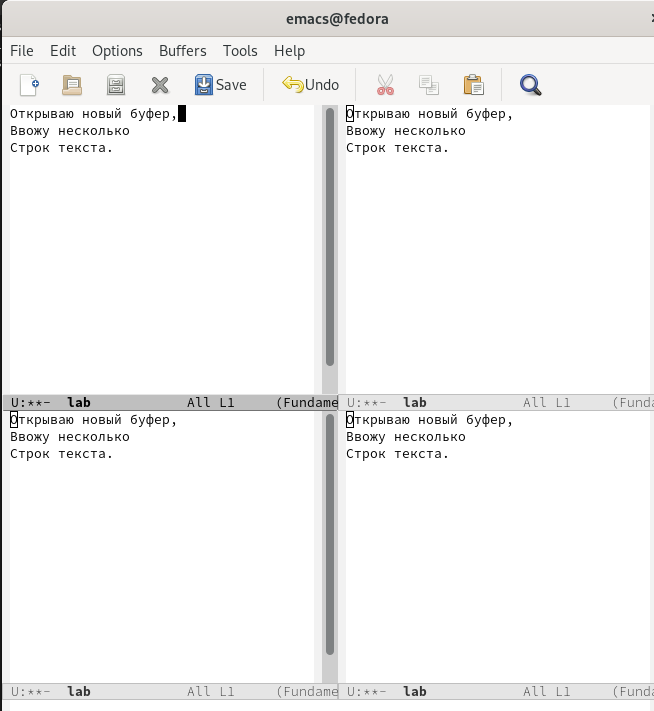 emacs@fedora
File Edit Options Buffers Tools Help
Save Undo
Открываю новый буфер,
Ввожу несколько
Строк текста.
Открываю новый буфер,
Ввожу несколько
Строк текста.
U:**- lab All L1 (Fundame
U:**- lab All L1 (Funda
Открываю новый буфер,
Ввожу несколько
Строк текста.
Открываю новый буфер,
Ввожу несколько
Строк текста.
U:**- lab All L1 (Fundame
U:**- lab All L1 (Funda